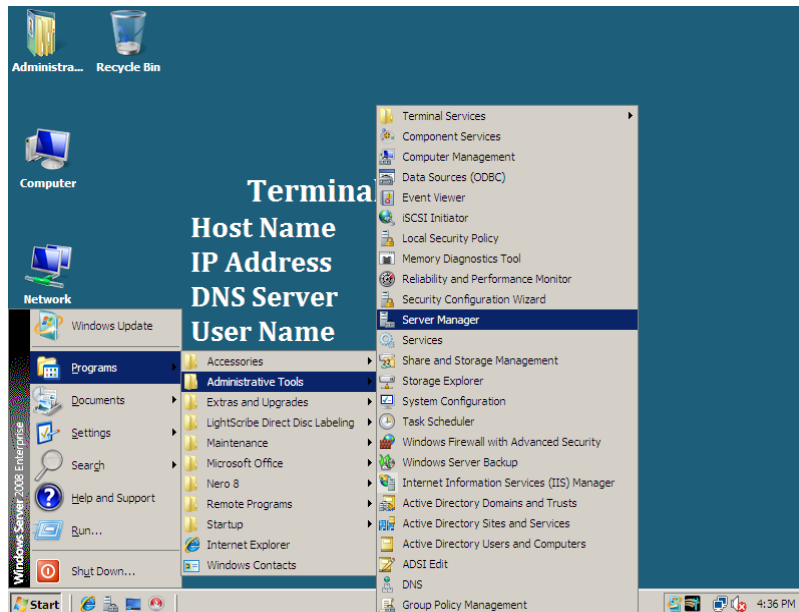 Administra...
Recycle Bin
Computer
Network
Terminal
Host Name
IP Address
DNS Server
User Name
Windows Server 2008 Enterprise
Windows Update
Programs
Documents
Settings
Search
Help and Support
Run...
Shut Down...
Accessories
Administrative Tools
Extras and Upgrades
LightScribe Direct Disc Labeling
Maintenance
Microsoft Office
Nero 8
Remote Programs
Startup
Internet Explorer
Windows Contacts
Terminal Services
Component Services
Computer Management
Data Sources (ODBC)
Event Viewer
iSCSI Initiator
Local Security Policy
Memory Diagnostics Tool
Reliability and Performance Monitor
Security Configuration Wizard
Server Manager
Services
Share and Storage Management
Storage Explorer
System Configuration
Task Scheduler
Windows Firewall with Advanced Security
Windows Server Backup
Internet Information Services (IIS) Manager
Active Directory Domains and Trusts
Active Directory Sites and Services
Active Directory Users and Computers
ADSI Edit
DNS
Group Policy Management
Start
4:36 PM